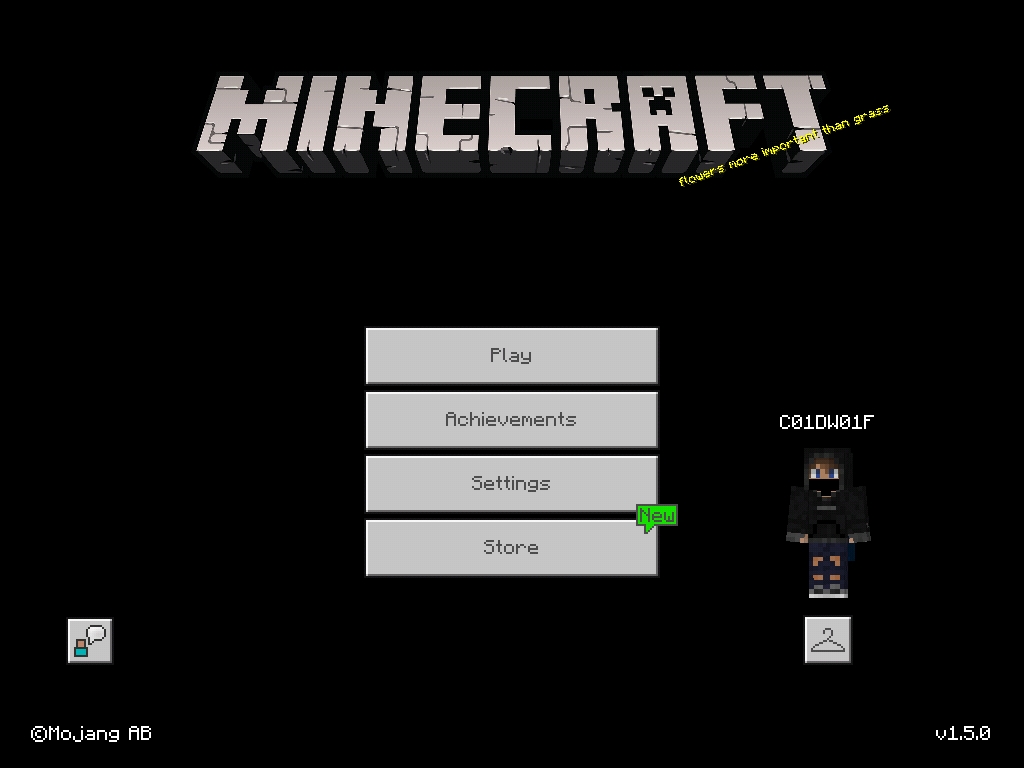 MINECRAFT
flowers more important than grass
Play
Achievements
C01DW01F
Settings
New
Store
©Mojang AB
v1.5.0